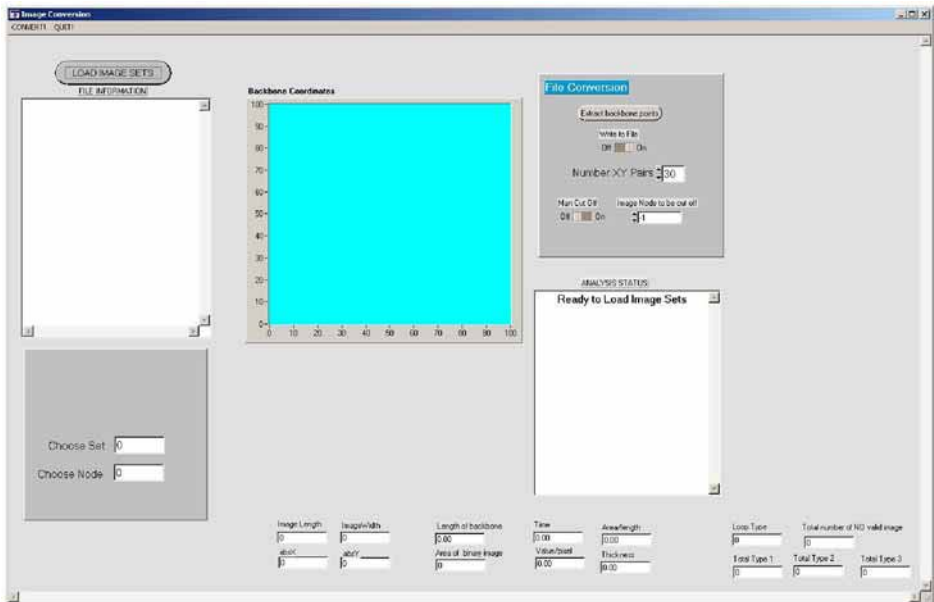 Image Conversion
CONVERT! QUIT!
LOAD IMAGE SETS
FILE INFORMATION
Backbone Coordinates
100
90
80
70
60
50
40
30
20
10
0
0 10 20 30 40 50 60 70 80 90 100
File Conversion
Extract backbone points
Write to File
Off On
Number XY Pairs 30
Man Cut Off Image Node to be cut off
Off On -1
ANALYSIS STATUS
Ready to Load Image Sets
Choose Set 0
Choose Node 0
Image Length ImageWidth Length of backbone Time Area/length Loop Type Total number of NO valid image
0 0 0.00 0.00 0.00 0 0
absX absY Area of binary image Value/pixel Thickness Total Type 1 Total Type 2 Total Type 3
0 0 0 0.00 0.00 0 0 0